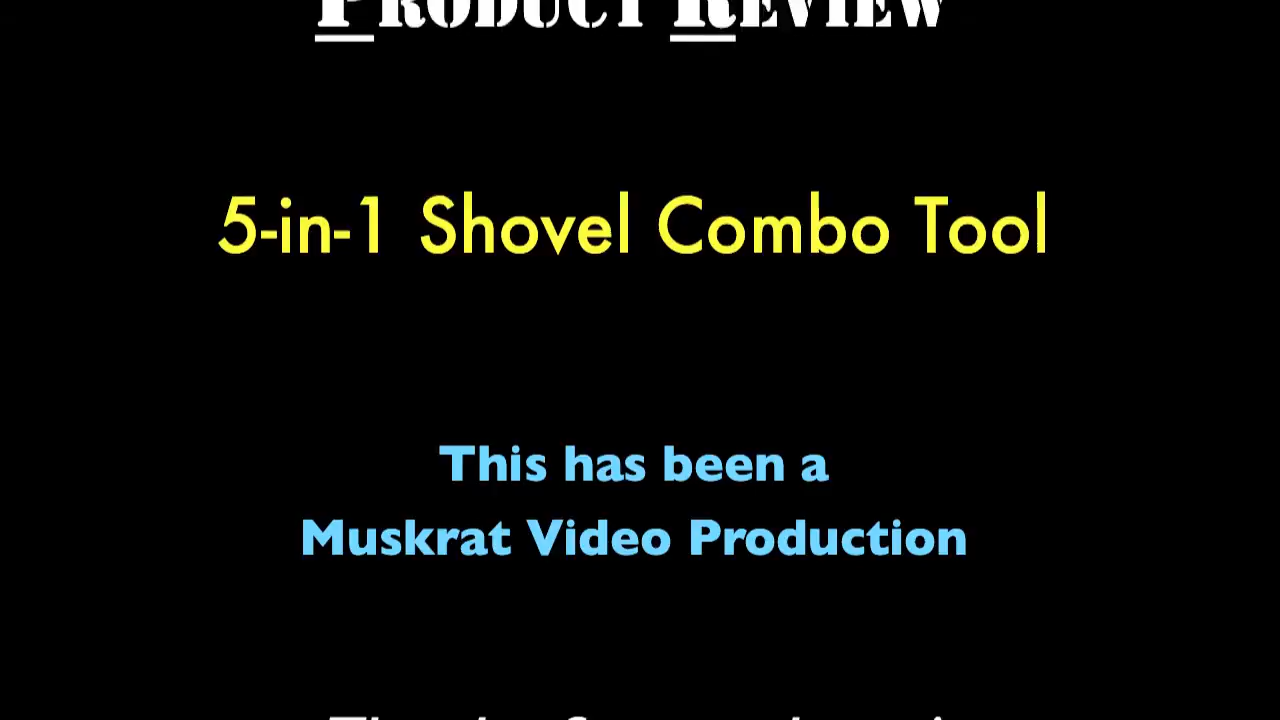 Product Review
5-in-1 Shovel Combo Tool
This has been a
Muskrat Video Production